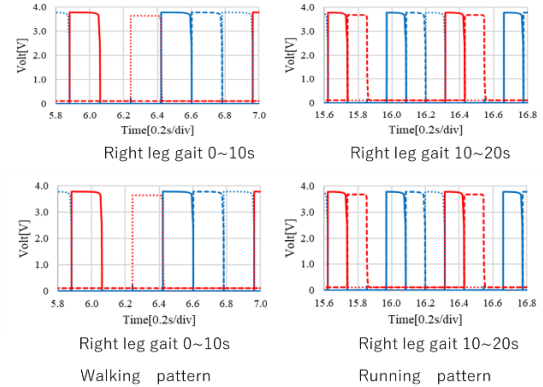 4.0
3.0
2.0
1.0
0
Volt[V]
5.8 6.0 6.2 6.4 6.6 6.8 7.0
Time[0.2s/div]
Right leg gait 0~10s
4.0
3.0
2.0
1.0
0
15.6 15.8 16.0 16.2 16.4 16.6 16.8
Time[0.2s/div]
Right leg gait 10~20s
4.0
3.0
2.0
1.0
0
Volt[V]
5.8 6.0 6.2 6.4 6.6 6.8 7.0
Time[0.2s/div]
Right leg gait 0~10s
4.0
3.0
2.0
1.0
0
Volt[V]
15.6 15.8 16.0 16.2 16.4 16.6 16.8
Time[0.2s/div]
Right leg gait 10~20s
Walking pattern
Running pattern